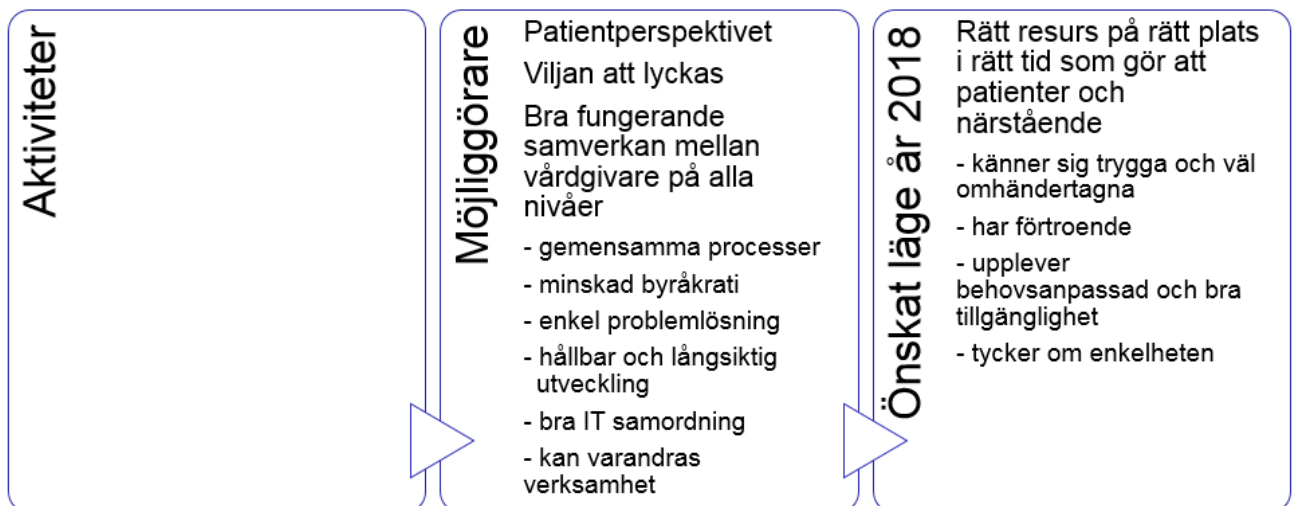 Aktiviteter
Möjliggörare
Patientperspektivet
Viljan att lyckas
Bra fungerande
samverkan mellan
vårdgivare på alla
nivåer
- gemensamma processer
- minskad byråkrati
- enkel problemlösning
- hållbar och långsiktig
utveckling
- bra IT samordning
- kan varandras
verksamhet
Önskat läge år 2018
Rätt resurs på rätt plats
i rätt tid som gör att
patienter och
närstående
- känner sig trygga och väl
omhändertagna
- har förtroende
- upplever
behovsanpassad och bra
tillgänglighet
- tycker om enkelheten